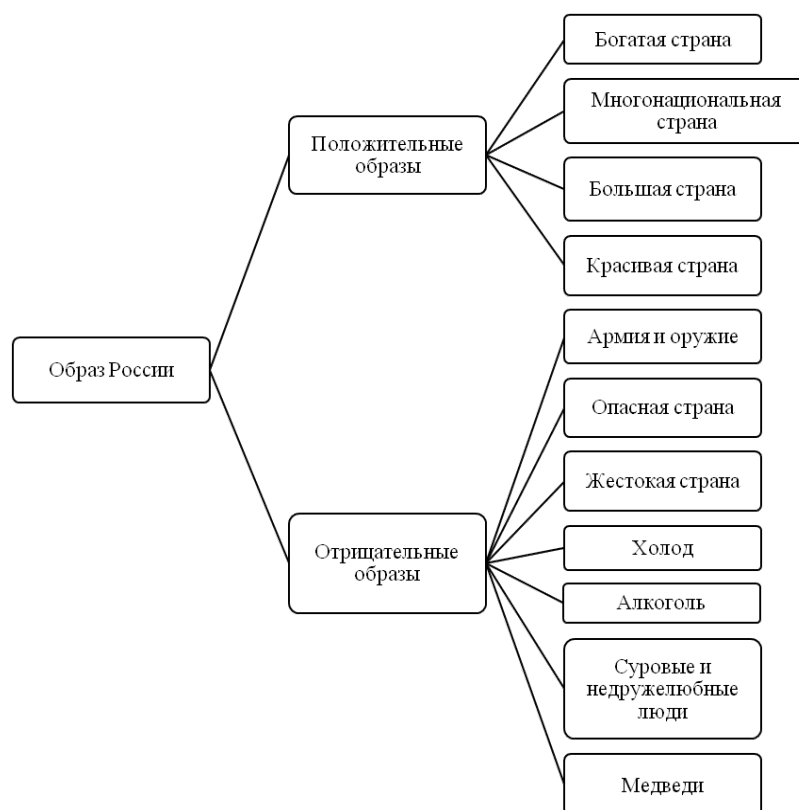 Богатая страна
Многонациональная
страна
Положительные
образы
Большая страна
Красивая страна
Образ России
Армия и оружие
Опасная страна
Жестокая страна
Отрицательные
образы
Холод
Алкоголь
Суровые и
недружелюбные
люди
Медведи